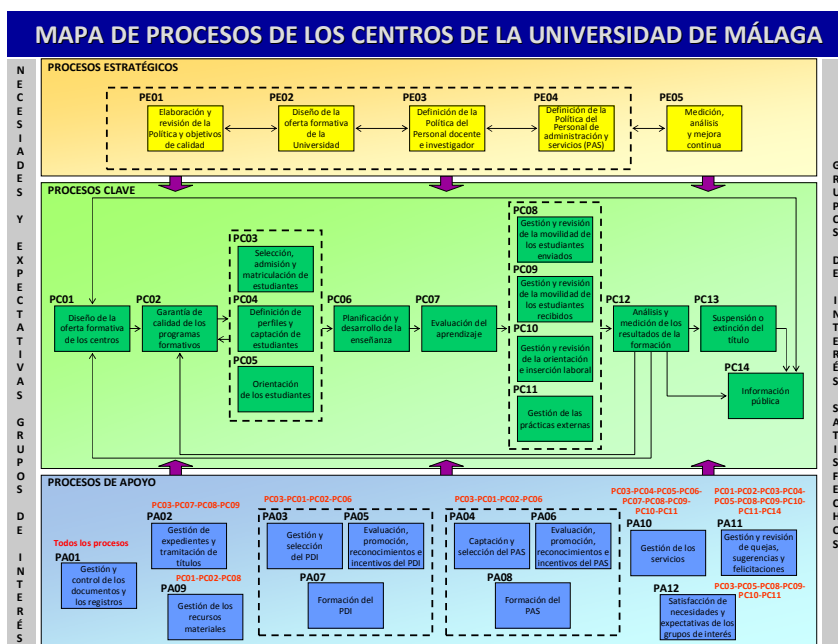 MAPA DE PROCESOS DE LOS CENTROS DE LA UNIVERSIDAD DE MÁLAGA
NECESIADES Y EXPECTATIVAS GRUPOS DE INTERÉS
PROCESOS ESTRATÉGICOS
PE01
Elaboración y
revisión de la
Política y objetivos
de calidad
PE02
Diseño de la
oferta formativa
de la
Universidad
PE03
Definición de la
Política del
Personal docente
e investigador
PE04
Definición de la
Política del
Personal de
administración y
servicios (PAS)
PE05
Medición,
análisis
y mejora
continua
PROCESOS CLAVE
PC01
Diseño de la
oferta formativa
de los centros
PC02
Garantía de
calidad de los
programas
formativos
PC03
Selección,
admisión y
matriculación de
estudiantes
PC04
Definición de
perfiles y
captación de
estudiantes
PC05
Orientación
de los estudiantes
PC06
Planificación y
desarrollo de la
enseñanza
PC07
Evaluación del
aprendizaje
PC08
Gestión y revisión
de la movilidad de
los estudiantes
enviados
PC09
Gestión y revisión
de la movilidad de
los estudiantes
recibidos
PC10
Gestión y revisión
de la orientación
e inserción laboral
PC11
Gestión de las
prácticas externas
PC12
Análisis y
medición de los
resultados de la
formación
PC13
Suspensión o
extinción del
título
PC14
Información
pública
PROCESOS DE APOYO
Todos los procesos
PA01
Gestión y
control de los
documentos y
los registros
PC03-PC07-PC08-PC09
PA02
Gestión de
expedientes y
tramitación de
títulos
PC01-PC02-PC08
PA09
Gestión de los
recursos
materiales
PC03-PC01-PC02-PC06
PA03
Gestión y
selección
del PDI
PA05
Evaluación,
promoción,
reconocimientos e
incentivos del PDI
PA07
Formación del
PDI
PC03-PC01-PC02-PC06
PA04
Captación y
selección del PAS
PA06
Evaluación,
promoción,
reconocimientos e
incentivos del PAS
PA08
Formación del
PAS
PC03-PC04-PC05-PC06-
PC07-PC08-PC09-
PC10-PC11
PA10
Gestión de los
servicios
PC01-PC02-PC03-PC04-
PC05-PC08-PC09-PC10-
PC11-PC14
PA11
Gestión y revisión
de quejas,
sugerencias y
felicitaciones
PC03-PC05-PC08-PC09-
PC10-PC11
PA12
Satisfacción de
necesidades y
expectativas de los
grupos de interés
GRUPOS DE INTERÉS SATISFECHOS